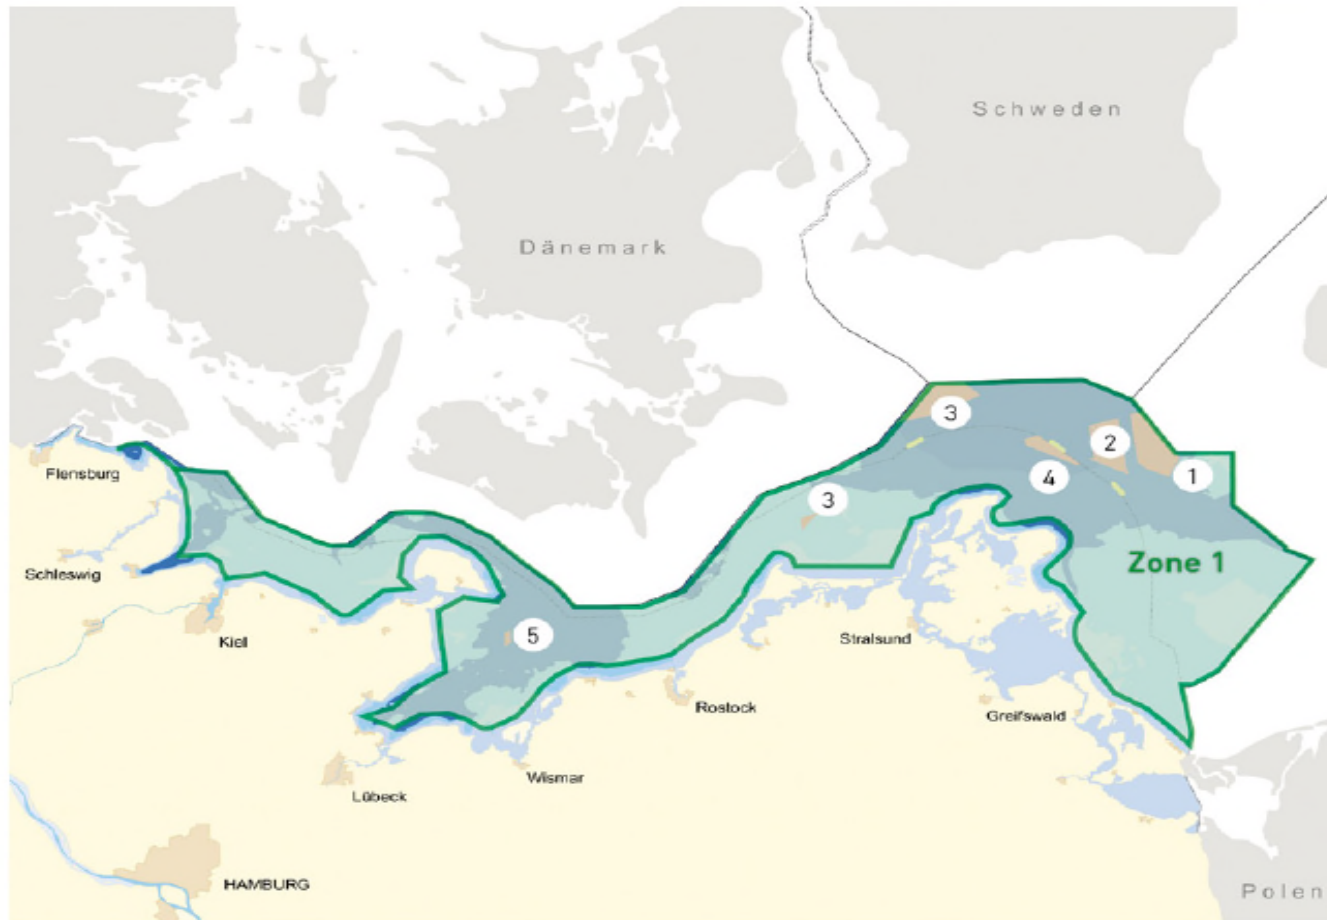 Schweden
Dänemark
3
2
1
Flensburg
4
3
Zone 1
Schleswig
Kiel
5
Stralsund
Rostock
Greifswald
Wismar
Lübeck
HAMBURG
Polen